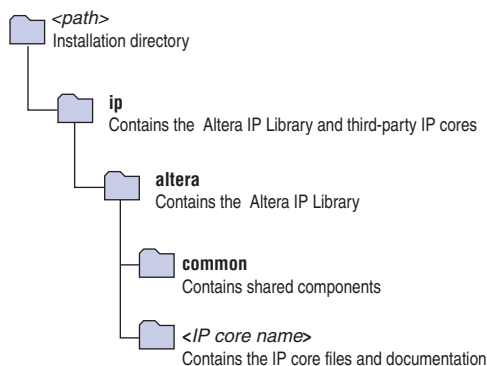 <path>
Installation directory
ip
Contains the Altera IP Library and third-party IP cores
altera
Contains the Altera IP Library
common
Contains shared components
<IP core name>
Contains the IP core files and documentation